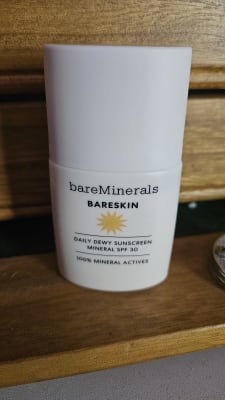 bareMinerals
BARESKIN
DAILY DEWY SUNSCREEN
MINERAL SPF 30
100% MINERAL ACTIVES